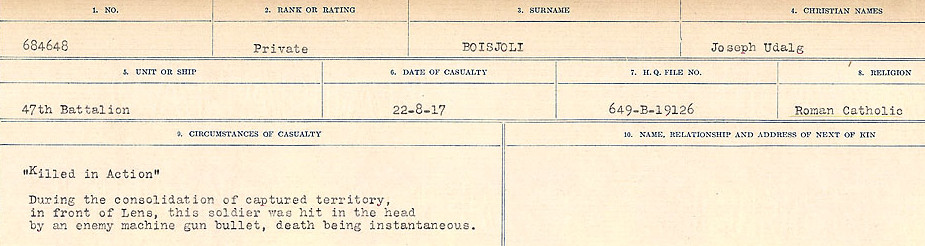 1. NO. 2. RANK OR RATING 3. SURNAME 4. CHRISTIAN NAMES
684648 Private BOISJOLI Joseph Udalg
5. UNIT OR SHIP 6. DATE OF CASUALTY 7. H. Q. FILE NO. 8. RELIGION
47th Battalion 22-8-17 649-B-19126 Roman Catholic
9. CIRCUMSTANCES OF CASUALTY 10. NAME, RELATIONSHIP AND ADDRESS OF NEXT OF KIN
"Killed in Action"
During the consolidation of captured territory,
in front of Lens, this soldier was hit in the head
by an enemy machine gun bullet, death being instantaneous.